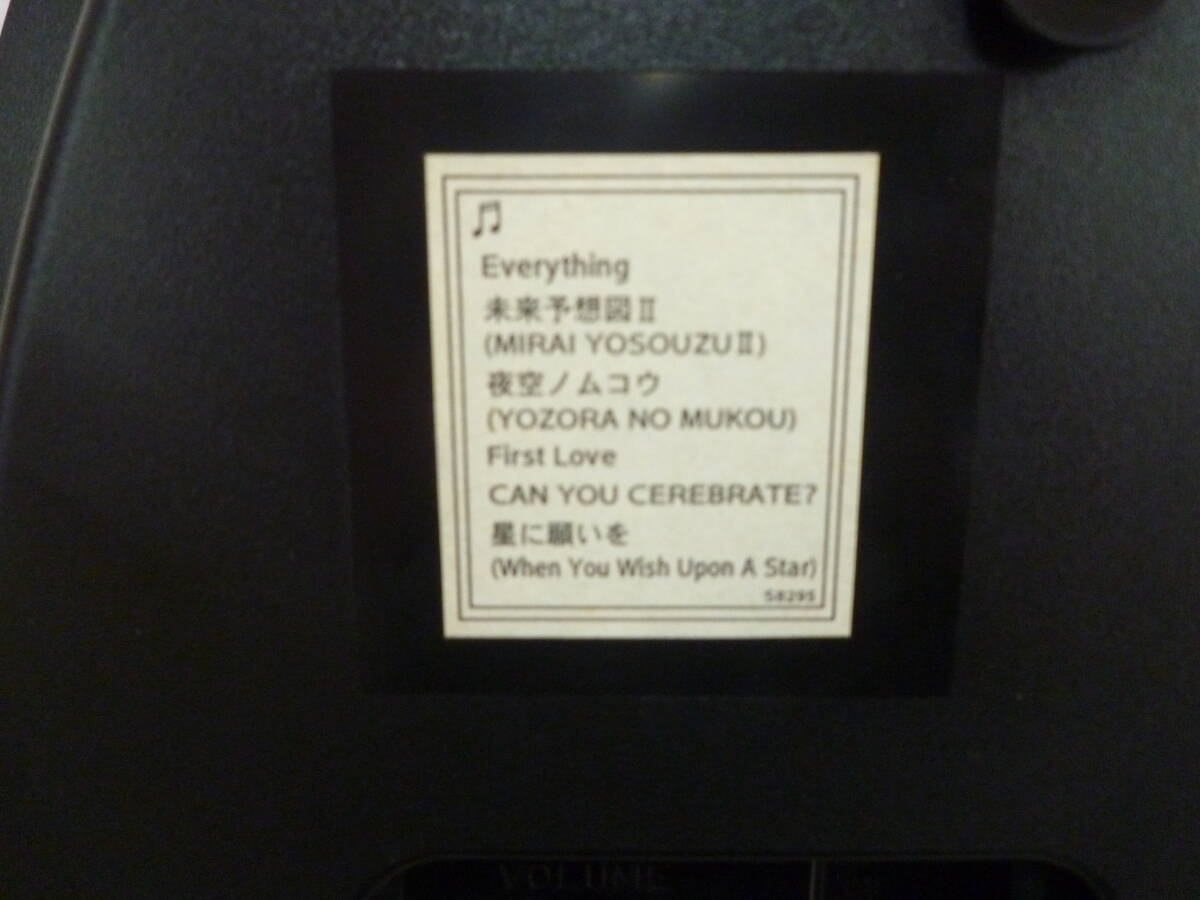 Everything
未来予想図Ⅱ
(MIRAI YOSOUZUⅡ)
夜空ノムコウ
(YOZORA NO MUKOU)
First Love
CAN YOU CEREBRATE?
星に願いを
(When You Wish Upon A Star)
58295
VOLUME